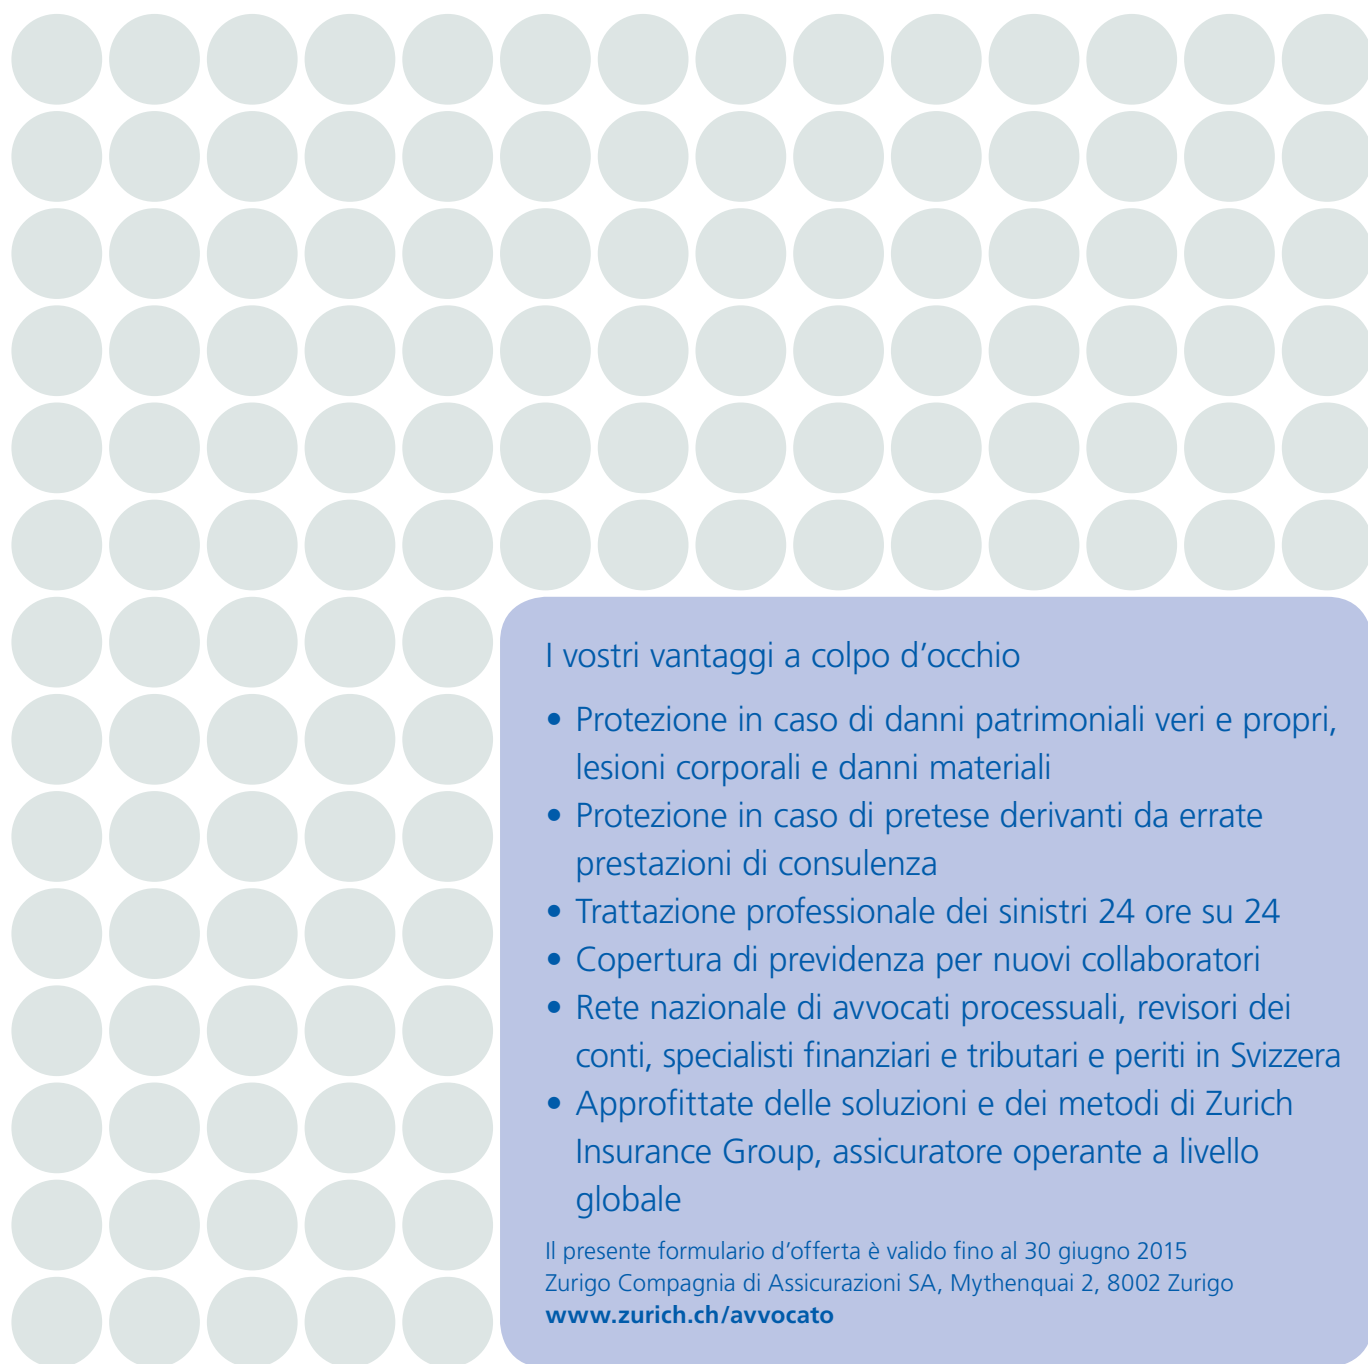 I vostri vantaggi a colpo d’occhio
• Protezione in caso di danni patrimoniali veri e propri,
lesioni corporali e danni materiali
• Protezione in caso di pretese derivanti da errate
prestazioni di consulenza
• Trattazione professionale dei sinistri 24 ore su 24
• Copertura di previdenza per nuovi collaboratori
• Rete nazionale di avvocati processuali, revisori dei
conti, specialisti finanziari e tributari e periti in Svizzera
• Approfittate delle soluzioni e dei metodi di Zurich
Insurance Group, assicuratore operante a livello
globale
Il presente formulario d’offerta è valido fino al 30 giugno 2015
Zurigo Compagnia di Assicurazioni SA, Mythenquai 2, 8002 Zurigo
www.zurich.ch/avvocato